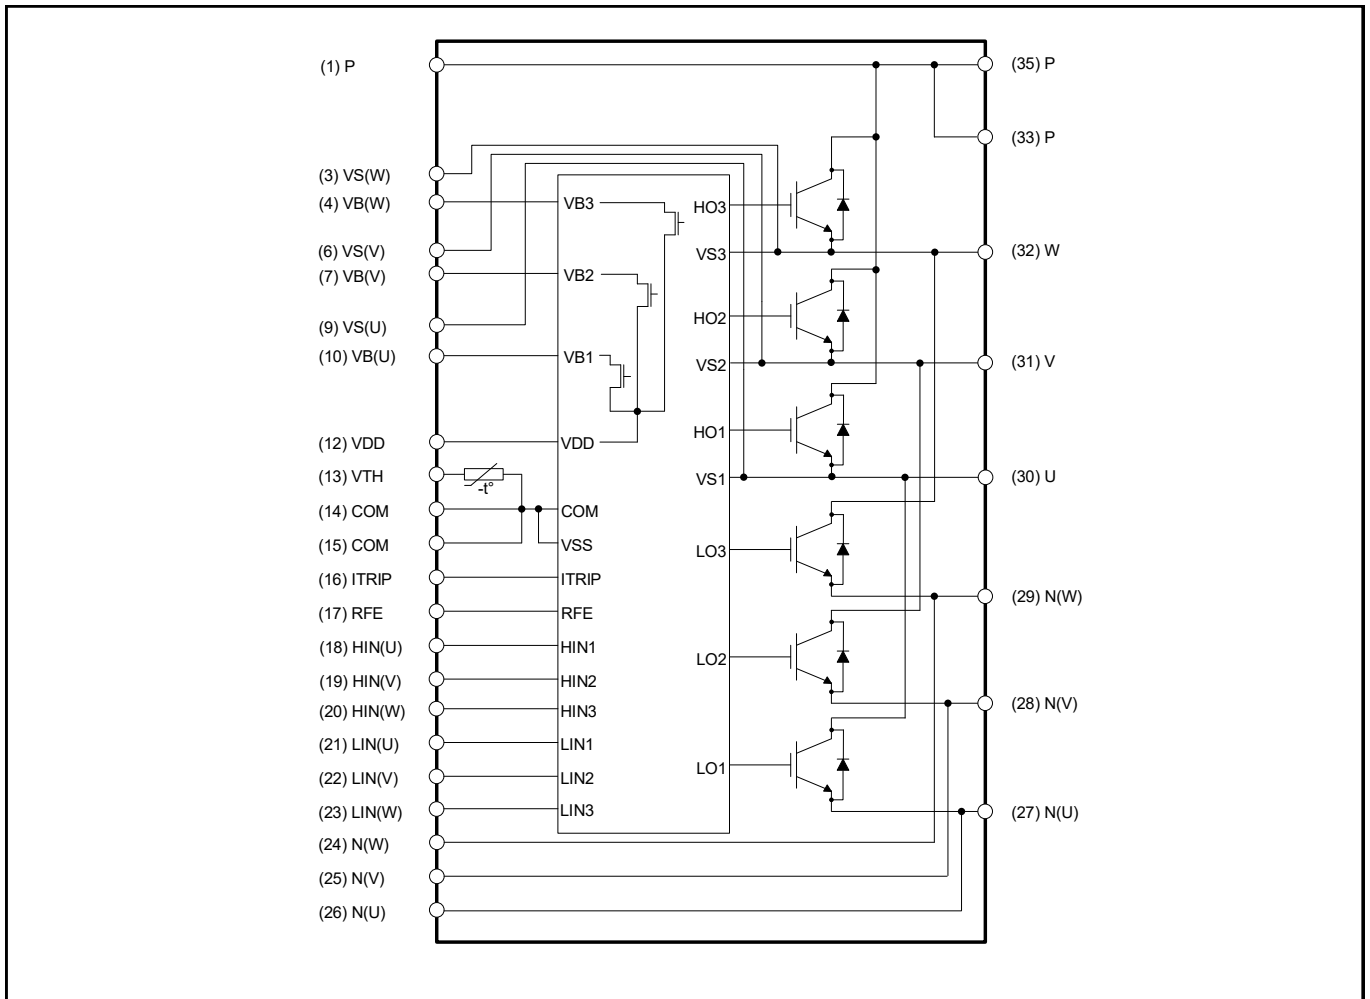 (1) P
(3) VS(W)
(4) VB(W)
(6) VS(V)
(7) VB(V)
(9) VS(U)
(10) VB(U)
(12) VDD
(13) VTH
(14) COM
(15) COM
(16) ITRIP
(17) RFE
(18) HIN(U)
(19) HIN(V)
(20) HIN(W)
(21) LIN(U)
(22) LIN(V)
(23) LIN(W)
(24) N(W)
(25) N(V)
(26) N(U)
-t°
VB3
VB2
VB1
VDD
COM
VSS
ITRIP
RFE
HIN1
HIN2
HIN3
LIN1
LIN2
LIN3
HO3
VS3
HO2
VS2
HO1
VS1
LO3
LO2
LO1
(35) P
(33) P
(32) W
(31) V
(30) U
(29) N(W)
(28) N(V)
(27) N(U)